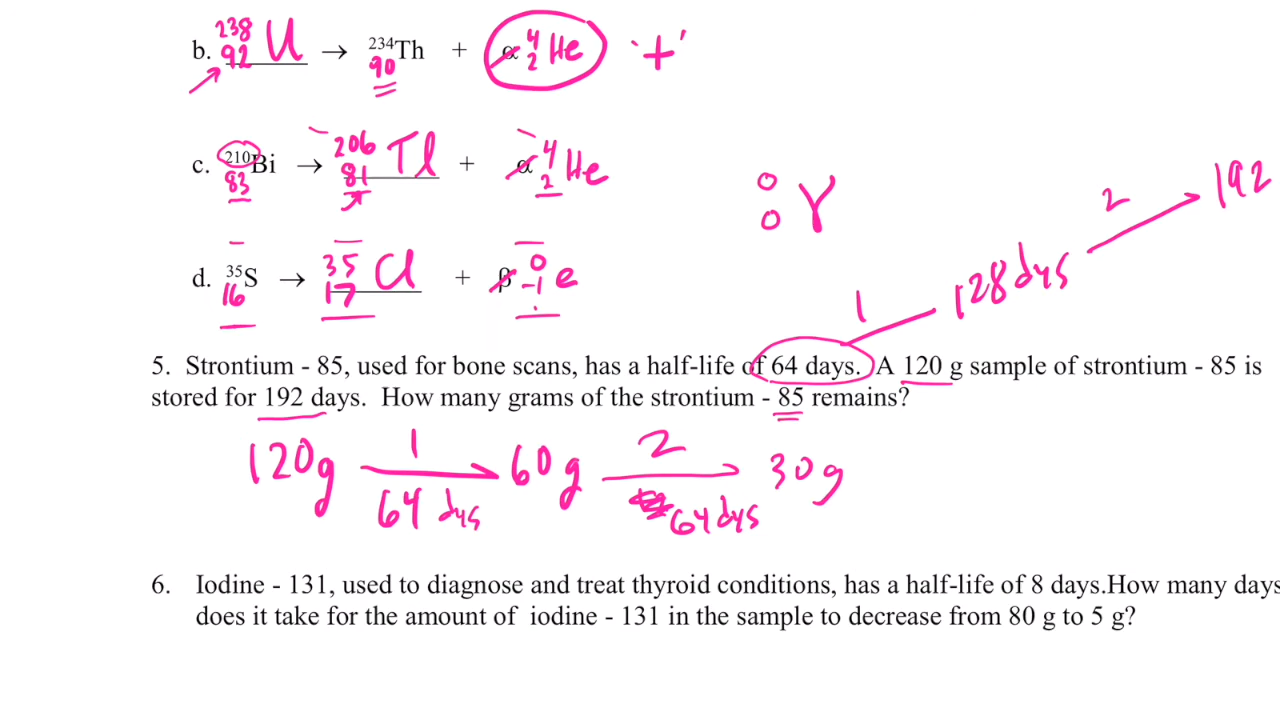 b. 238 92 U → 234 90 Th + α 4 2 He '+'
c. 210 83 Bi → 206 81 Tl + α 4 2 He
0 0 γ
2 192
d. 35 16 S → 35 17 Cl + β 0 -1 e
1 128 dys
5. Strontium - 85, used for bone scans, has a half-life of 64 days. A 120 g sample of strontium - 85 is
stored for 192 days. How many grams of the strontium - 85 remains?
120g 1 64 dys 60g 2 64 dys 30g
6. Iodine - 131, used to diagnose and treat thyroid conditions, has a half-life of 8 days.How many days
does it take for the amount of iodine - 131 in the sample to decrease from 80 g to 5 g?